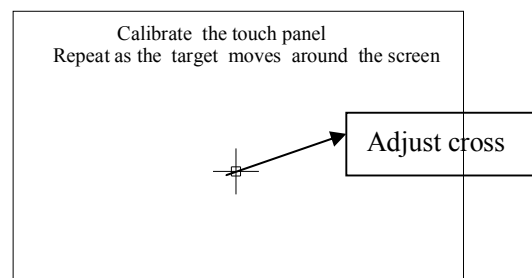 Calibrate the touch panel
Repeat as the target moves around the screen
Adjust cross